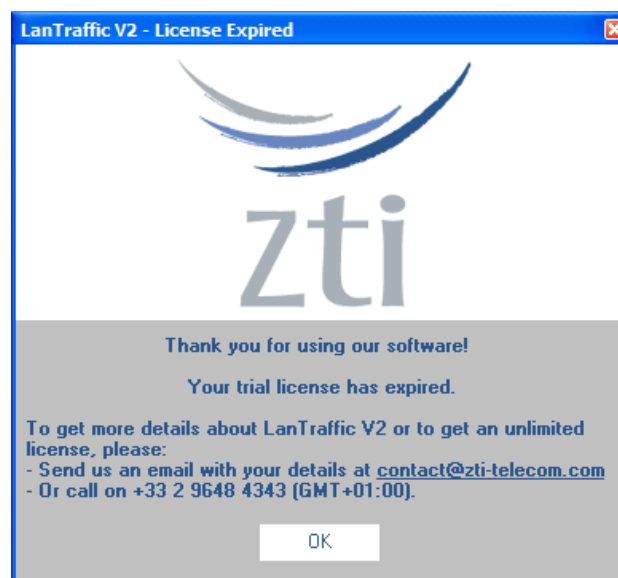 LanTraffic V2 - License Expired
zti
Thank you for using our software!
Your trial license has expired.
To get more details about LanTraffic V2 or to get an unlimited
license, please:
- Send us an email with your details at contact@zti-telecom.com
- Or call on +33 2 9648 4343 (GMT+01:00).
OK